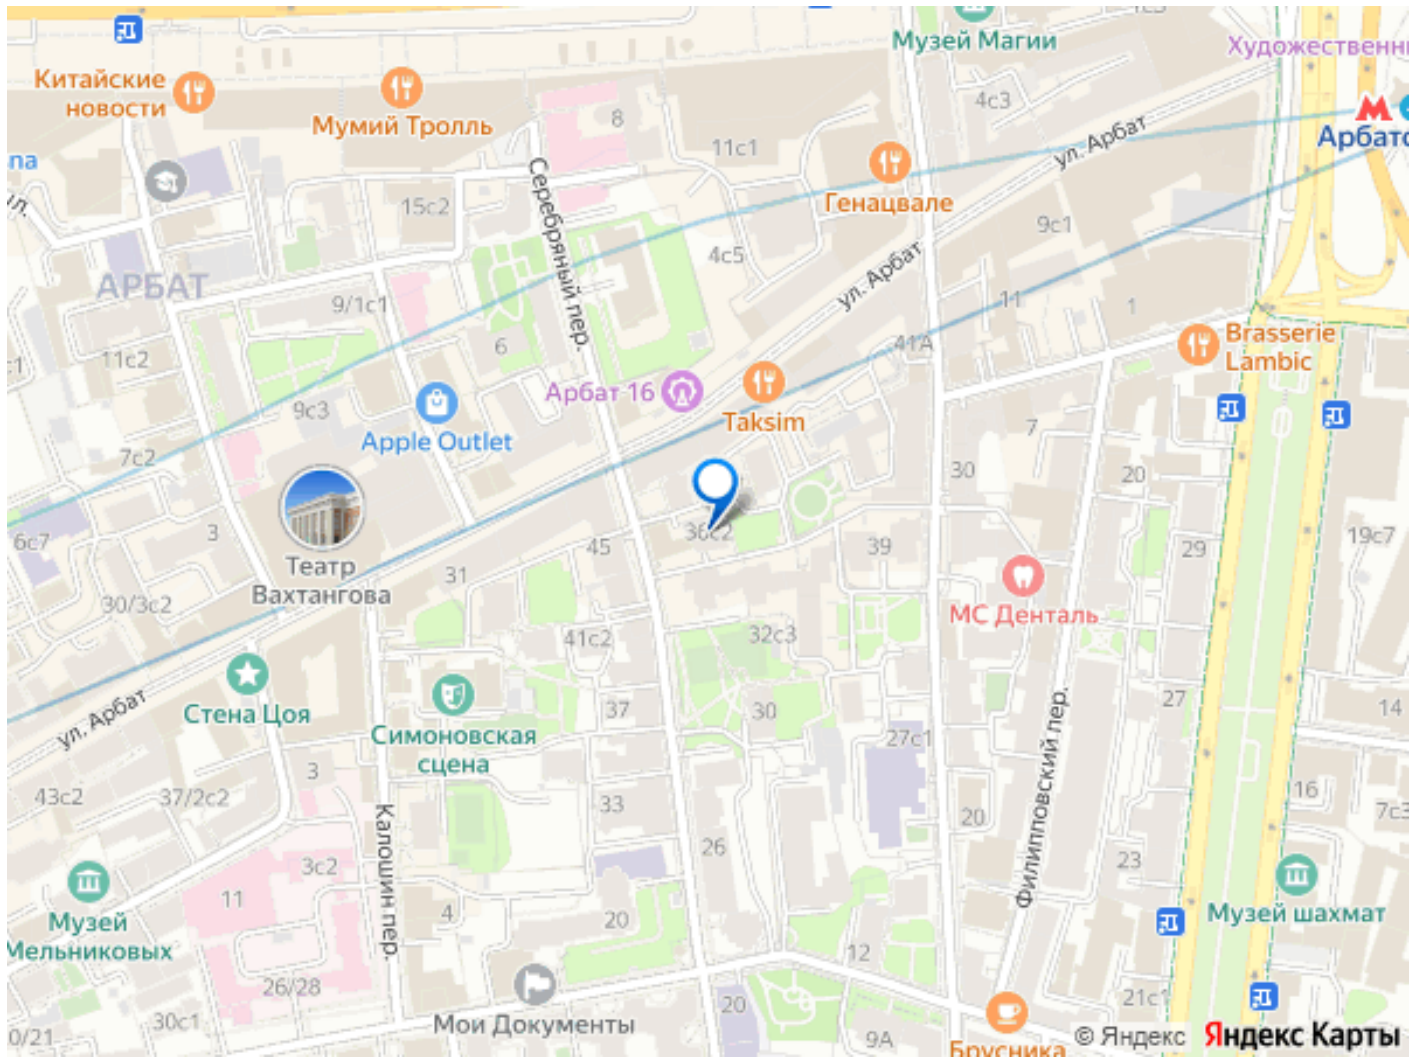 Музей Магии
Художественн
Китайские
новости
Мумий Тролль
8
4с3
Арбатс
ул. Арбат
11с1
Генацвале
15с2
Серебряный пер.
9с1
4с5
АРБАТ
ул. Арбат
9/1с1
11
1
6
41А
Brasserie
Lambic
11с2
Арбат 16
9с3
Taksim
Apple Outlet
7
7с2
30
20
6с7
3
36с2
19с7
45
39
29
Театр
Вахтангова
31
30/3с2
МС Денталь
41с2
32с3
27
Стена Цоя
37
30
14
ул. Арбат
Симоновская
сцена
27с1
3
Филипповский пер.
43с2
37/2с2
33
16
7с3
20
Калошин пер.
26
23
3с2
11
Музей
Мельниковых
4
20
Музей шахмат
12
26/28
21с1
20
30с1
Мои Документы
0/21
9А
Брусника
© Яндекс
Яндекс Карты